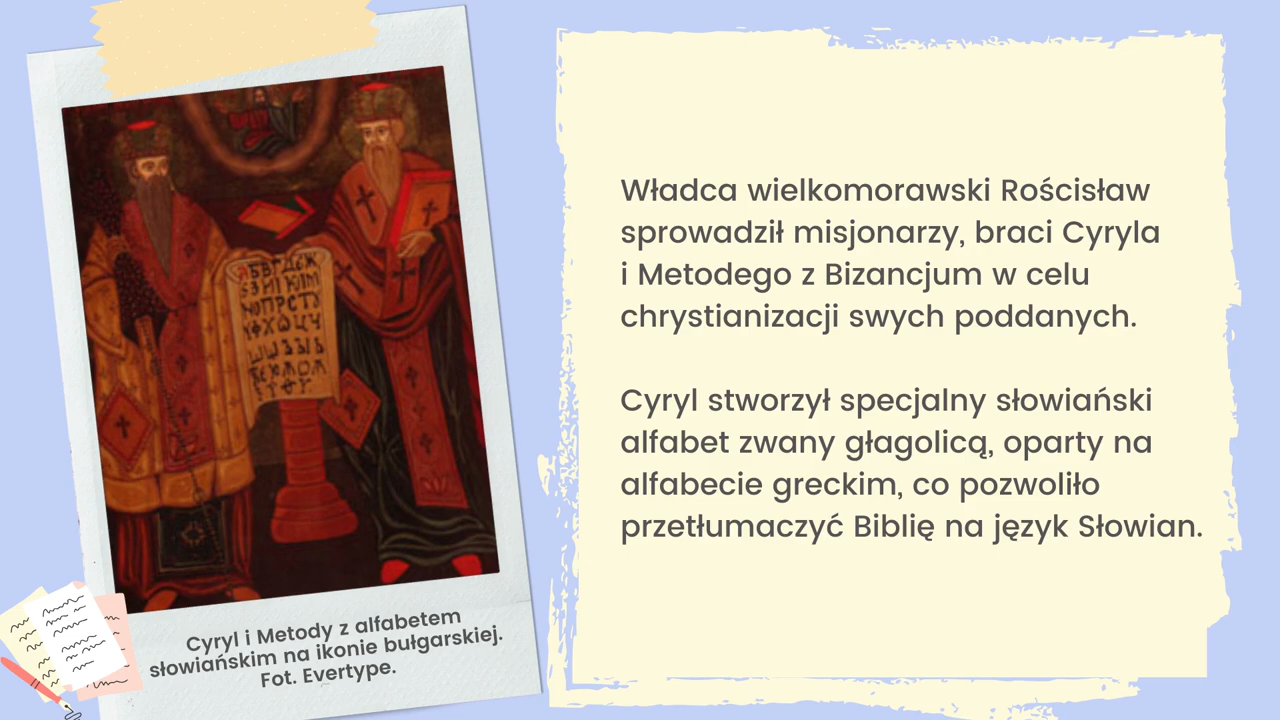 Władca wielkomorawski Rościsław
sprowadził misjonarzy, braci Cyryla
i Metodego z Bizancjum w celu
chrystianizacji swych poddanych.
Cyryl stworzył specjalny słowiański
alfabet zwany głagolicą, oparty na
alfabecie greckim, co pozwoliło
przetłumaczyć Biblię na język Słowian.
Cyryl i Metody z alfabetem
słowiańskim na ikonie bułgarskiej.
Fot. Evertype.